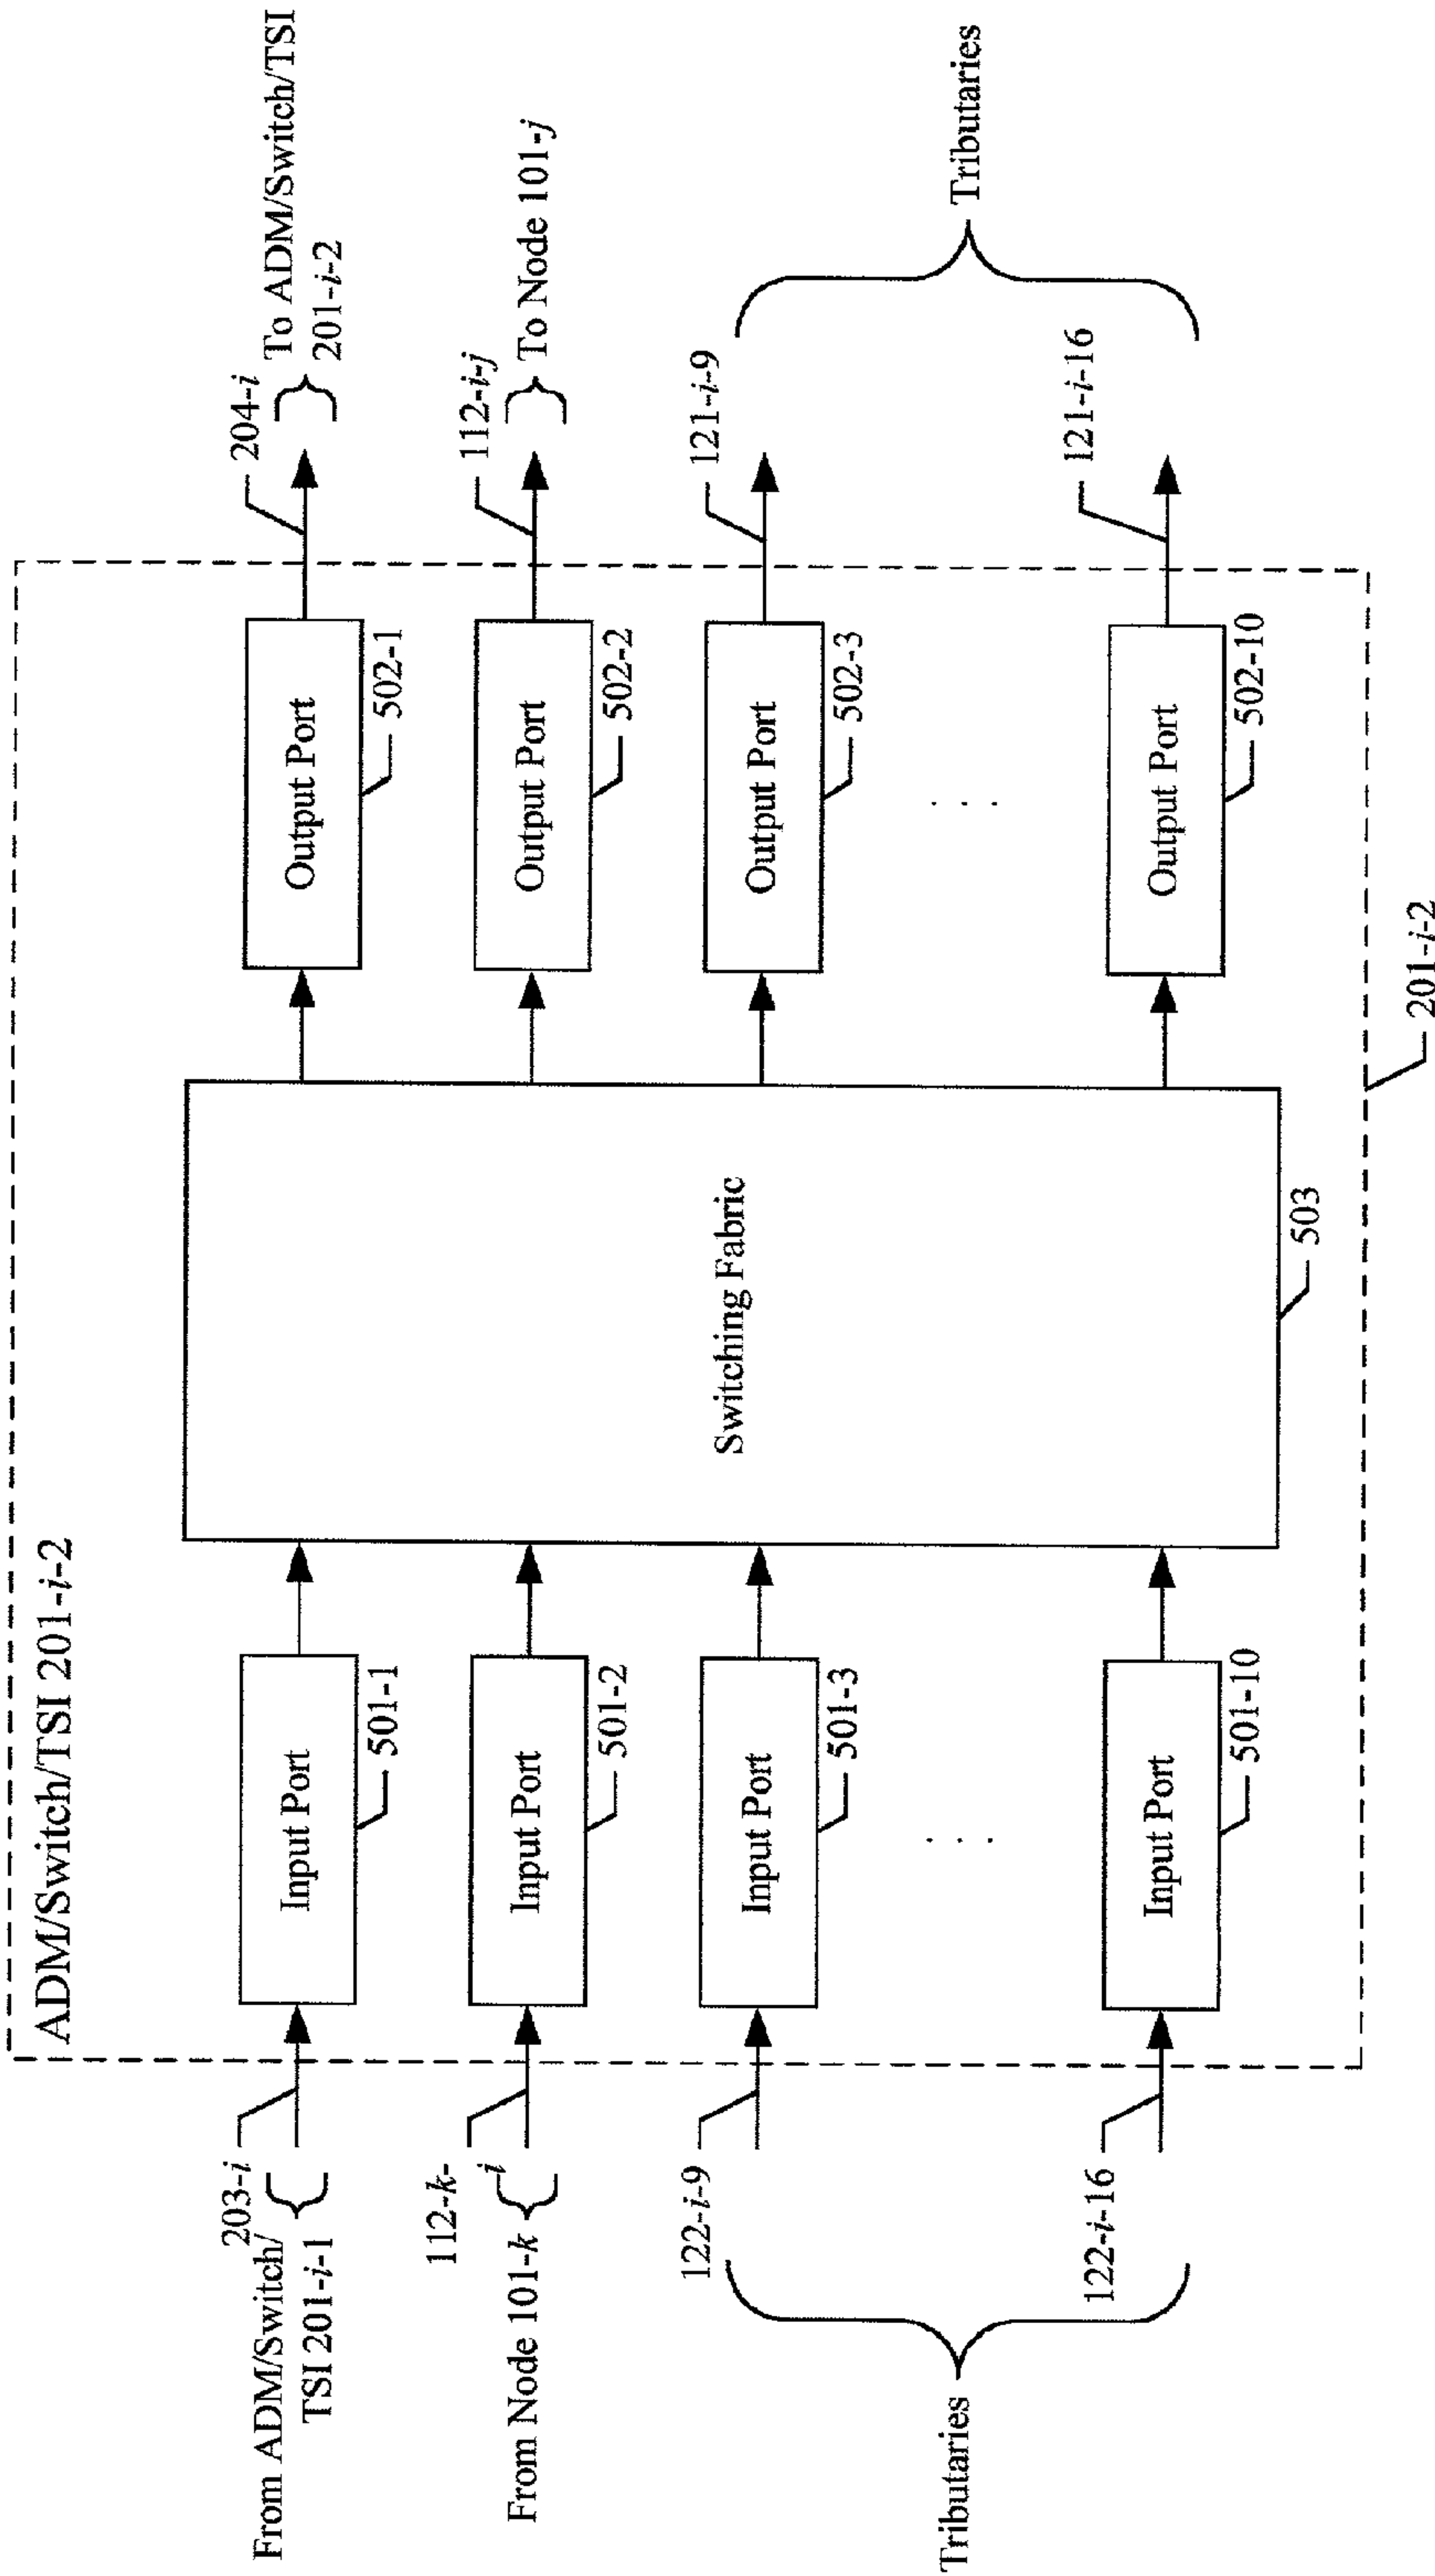 ADM/Switch/TSI 201-i-2
203-i
From ADM/Switch/
TSI 201-i-1
Input Port
501-1
Output Port
502-1
204-i
To ADM/Switch/TSI
201-i-2
112-k-
i
From Node 101-k
Input Port
501-2
Output Port
502-2
112-i-j
To Node 101-j
Switching Fabric
503
122-i-9
Input Port
501-3
Output Port
502-3
121-i-9
Tributaries
. . .
. . .
Tributaries
122-i-16
Input Port
501-10
Output Port
502-10
121-i-16
201-i-2